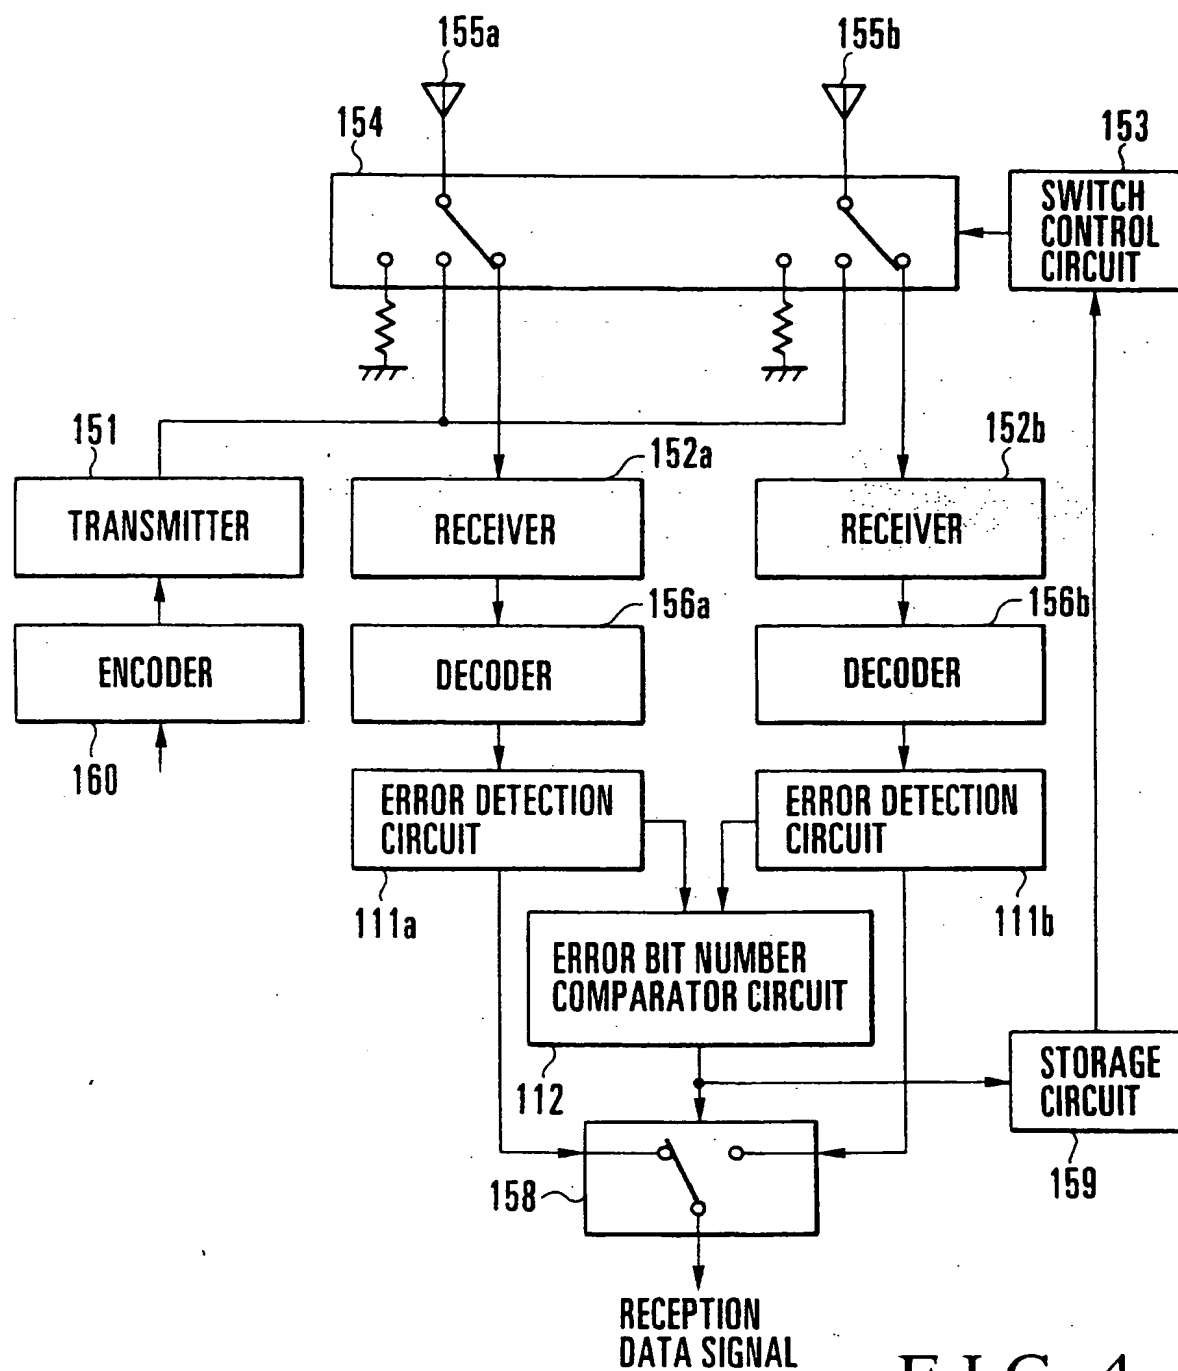 155a
155b
154
153
SWITCH
CONTROL
CIRCUIT
151
152a
152b
TRANSMITTER
RECEIVER
RECEIVER
156a
156b
ENCODER
DECODER
DECODER
160
ERROR DETECTION
CIRCUIT
ERROR DETECTION
CIRCUIT
111a
111b
ERROR BIT NUMBER
COMPARATOR CIRCUIT
112
STORAGE
CIRCUIT
159
158
RECEPTION
DATA SIGNAL
FIG. 4